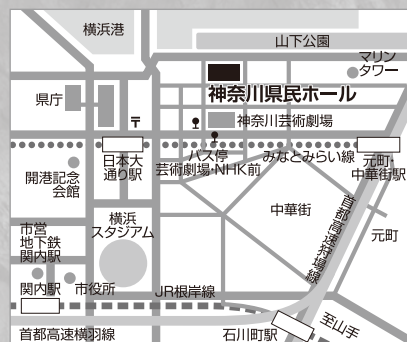 横浜港
山下公園
マリン
タワー
県庁
神奈川県民ホール
〒
神奈川芸術劇場
バス停
芸術劇場・NHK前
みなとみらい線
日本大
通り駅
元町・
中華街駅
開港記念
会館
中華街
首都高速狩場線
元町
横浜
スタジアム
市営
地下鉄
関内駅
関内駅
市役所
JR根岸線
首都高速横羽線
石川町駅
至山手